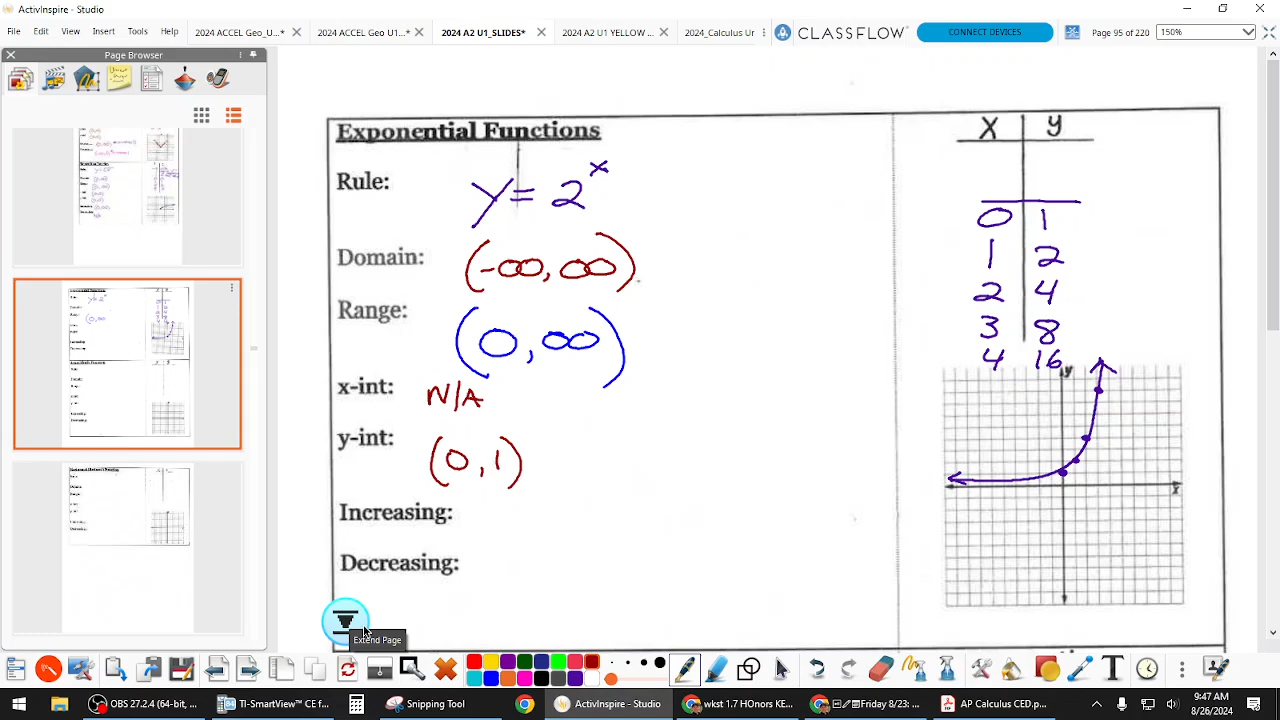 ActivInspire
File Edit View Insert Tools Help
2024 ACCEL Geo_U...* 2024 ACCEL Geo U1...* 2024 A2 U1_SLIDES* 2024 A2 U1 YELLOW ... 2024_Calculus Ur
CLASSFLOW CONNECT DEVICES Page 95 of 220 150%
Page Browser
Exponential Functions
Rule: y = 2^x
Domain: (-∞, ∞)
Range: (0, ∞)
x-int: N/A
y-int: (0, 1)
Increasing:
Decreasing:
X Y
0 1
1 2
2 4
3 8
4 16
y
x
Extend Page
OBS 27.2.4 (64-bit, ... TI-SmartView™ CE f... Snipping Tool ActivInspire - Studio wkst 1.7 Honors KE... Friday 8/23: ... AP Calculus CED.p...
9:47 AM
8/26/2024